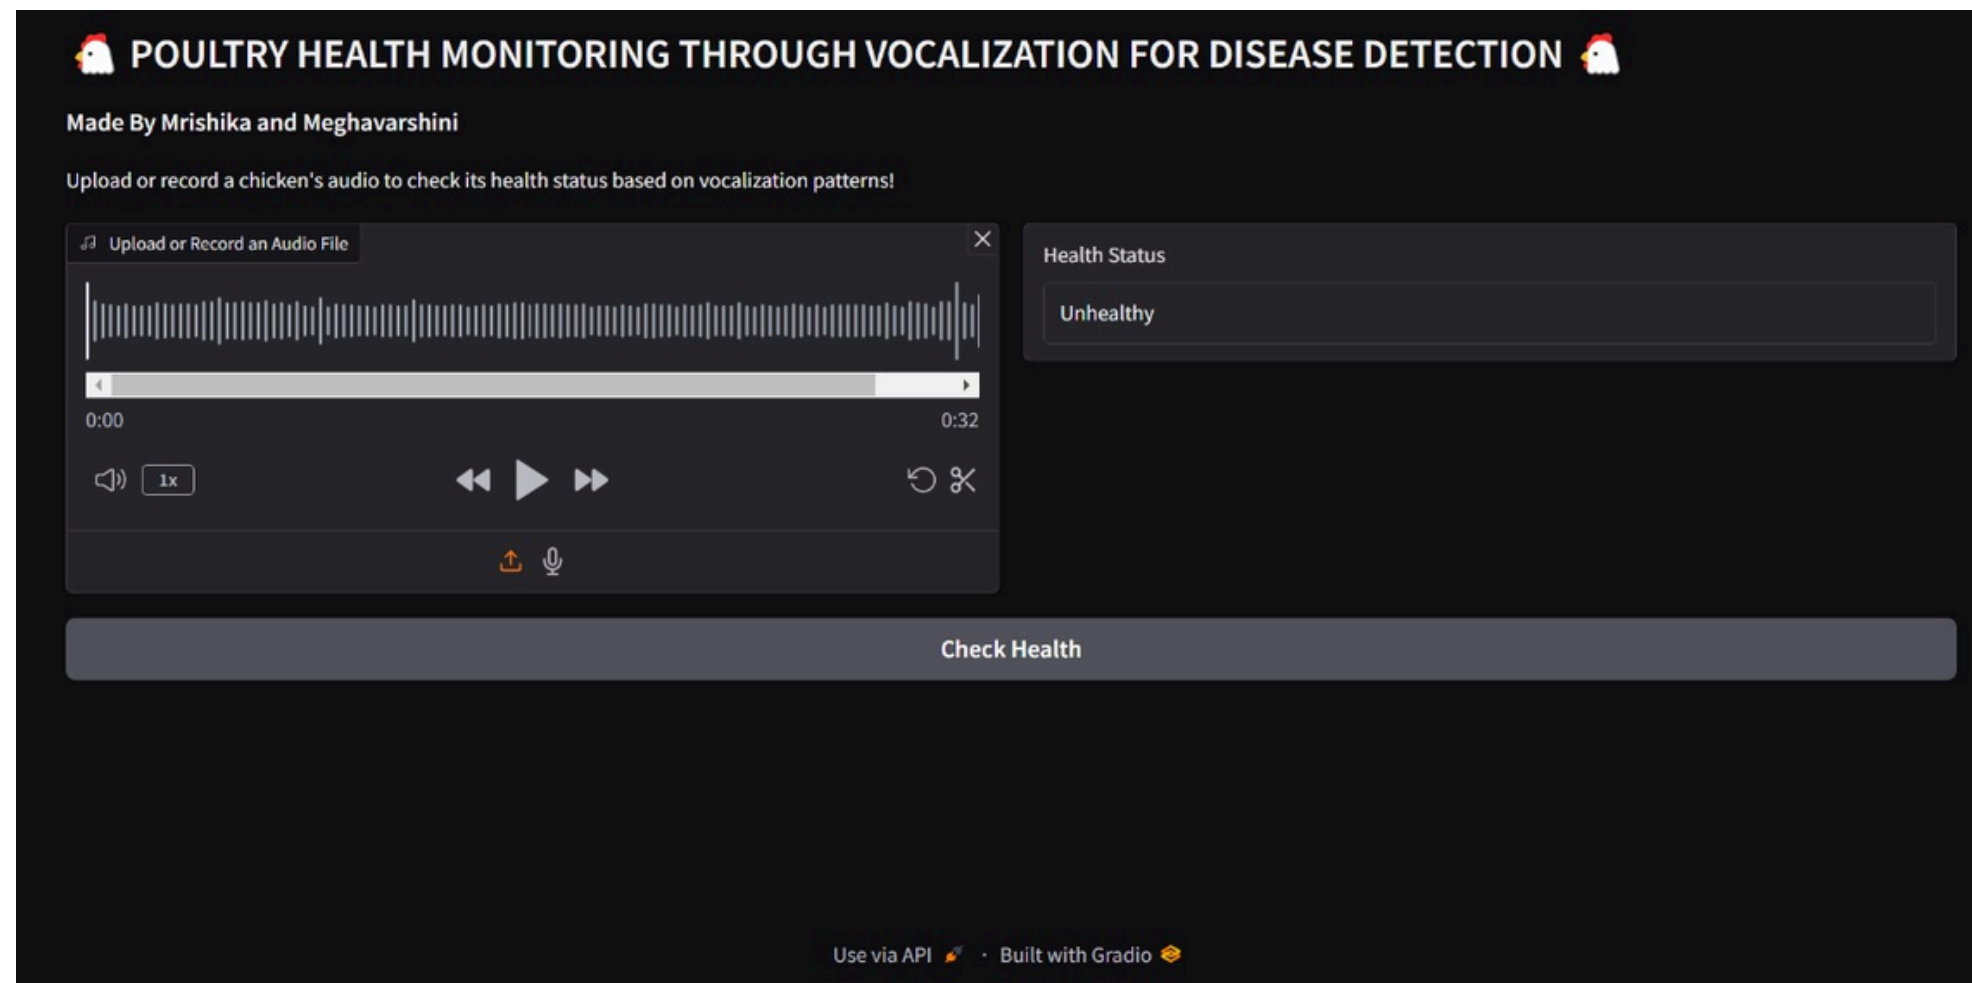 POULTRY HEALTH MONITORING THROUGH VOCALIZATION FOR DISEASE DETECTION
Made By Mrishika and Meghavarshini
Upload or record a chicken's audio to check its health status based on vocalization patterns!
Upload or Record an Audio File
0:00 0:32
1x
Health Status
Unhealthy
Check Health
Use via API · Built with Gradio